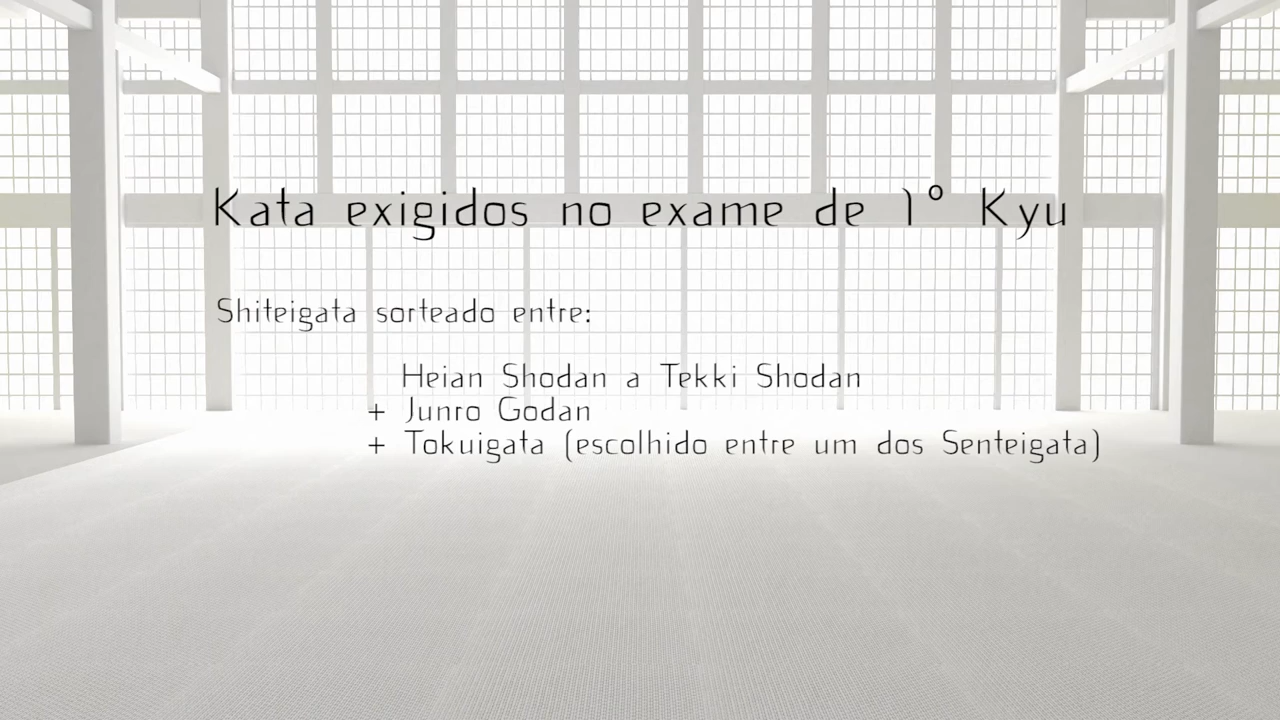 Kata exigidos no exame de 1º Kyu
Shiteigata sorteado entre:
Heian Shodan a Tekki Shodan
+ Junro Godan
+ Tokuigata (escolhido entre um dos Senteigata)